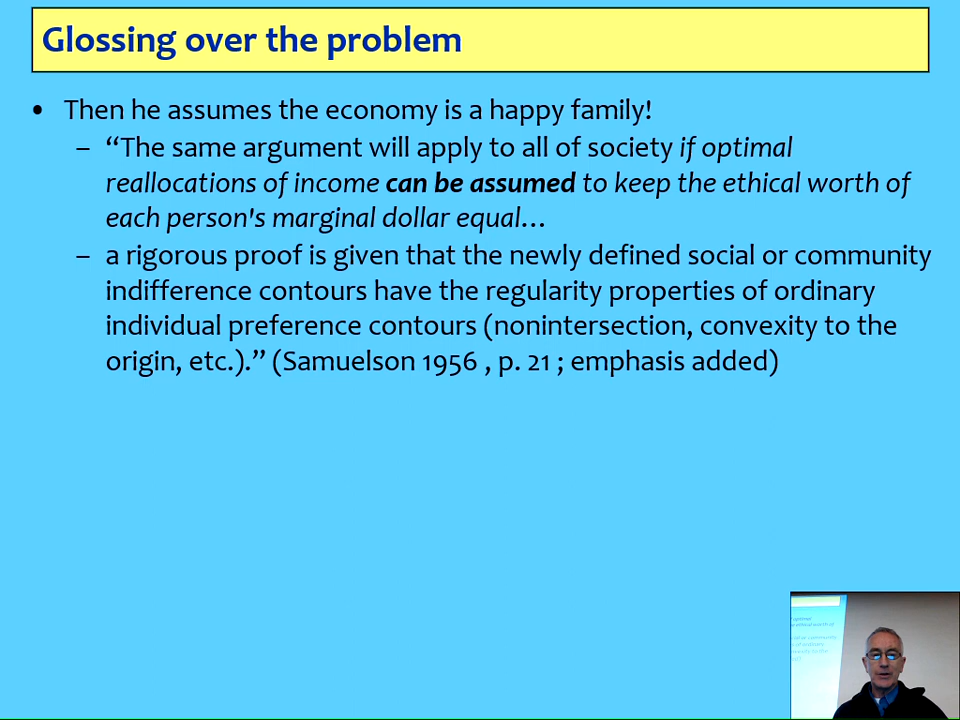 Glossing over the problem
• Then he assumes the economy is a happy family!
– “The same argument will apply to all of society if optimal
reallocations of income can be assumed to keep the ethical worth of
each person's marginal dollar equal…
– a rigorous proof is given that the newly defined social or community
indifference contours have the regularity properties of ordinary
individual preference contours (nonintersection, convexity to the
origin, etc.).” (Samuelson 1956 , p. 21 ; emphasis added)